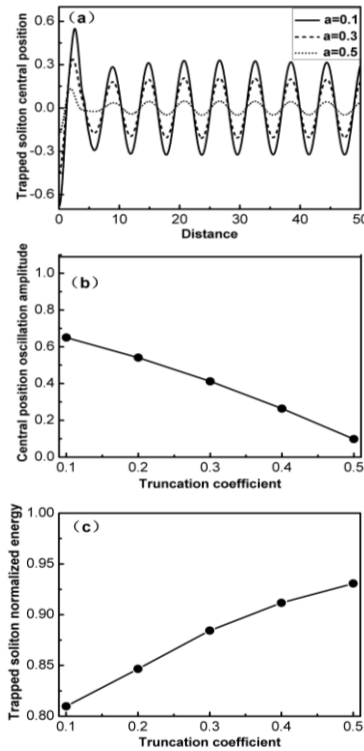 (a)
a=0.1
a=0.3
a=0.5
Trapped soliton central position
0.6
0.3
0.0
-0.3
-0.6
0 10 20 30 40 50
Distance
(b)
Central position oscillation amplitude
1.0
0.8
0.6
0.4
0.2
0.0
0.1 0.2 0.3 0.4 0.5
Truncation coefficient
(c)
Trapped soliton normalized energy
1.00
0.95
0.90
0.85
0.80
0.1 0.2 0.3 0.4 0.5
Truncation coefficient